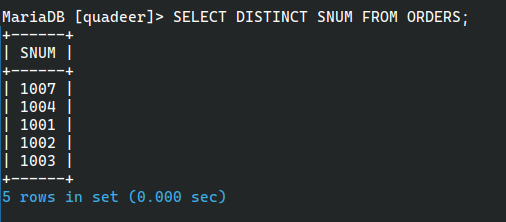 MariaDB [quadeer]> SELECT DISTINCT SNUM FROM ORDERS;
+------+
| SNUM |
+------+
| 1007 |
| 1004 |
| 1001 |
| 1002 |
| 1003 |
+------+
5 rows in set (0.000 sec)